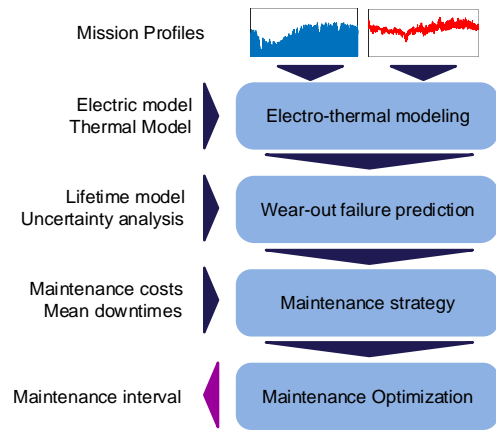 Mission Profiles
Electric model
Thermal Model
Electro-thermal modeling
Lifetime model
Uncertainty analysis
Wear-out failure prediction
Maintenance costs
Mean downtimes
Maintenance strategy
Maintenance interval
Maintenance Optimization